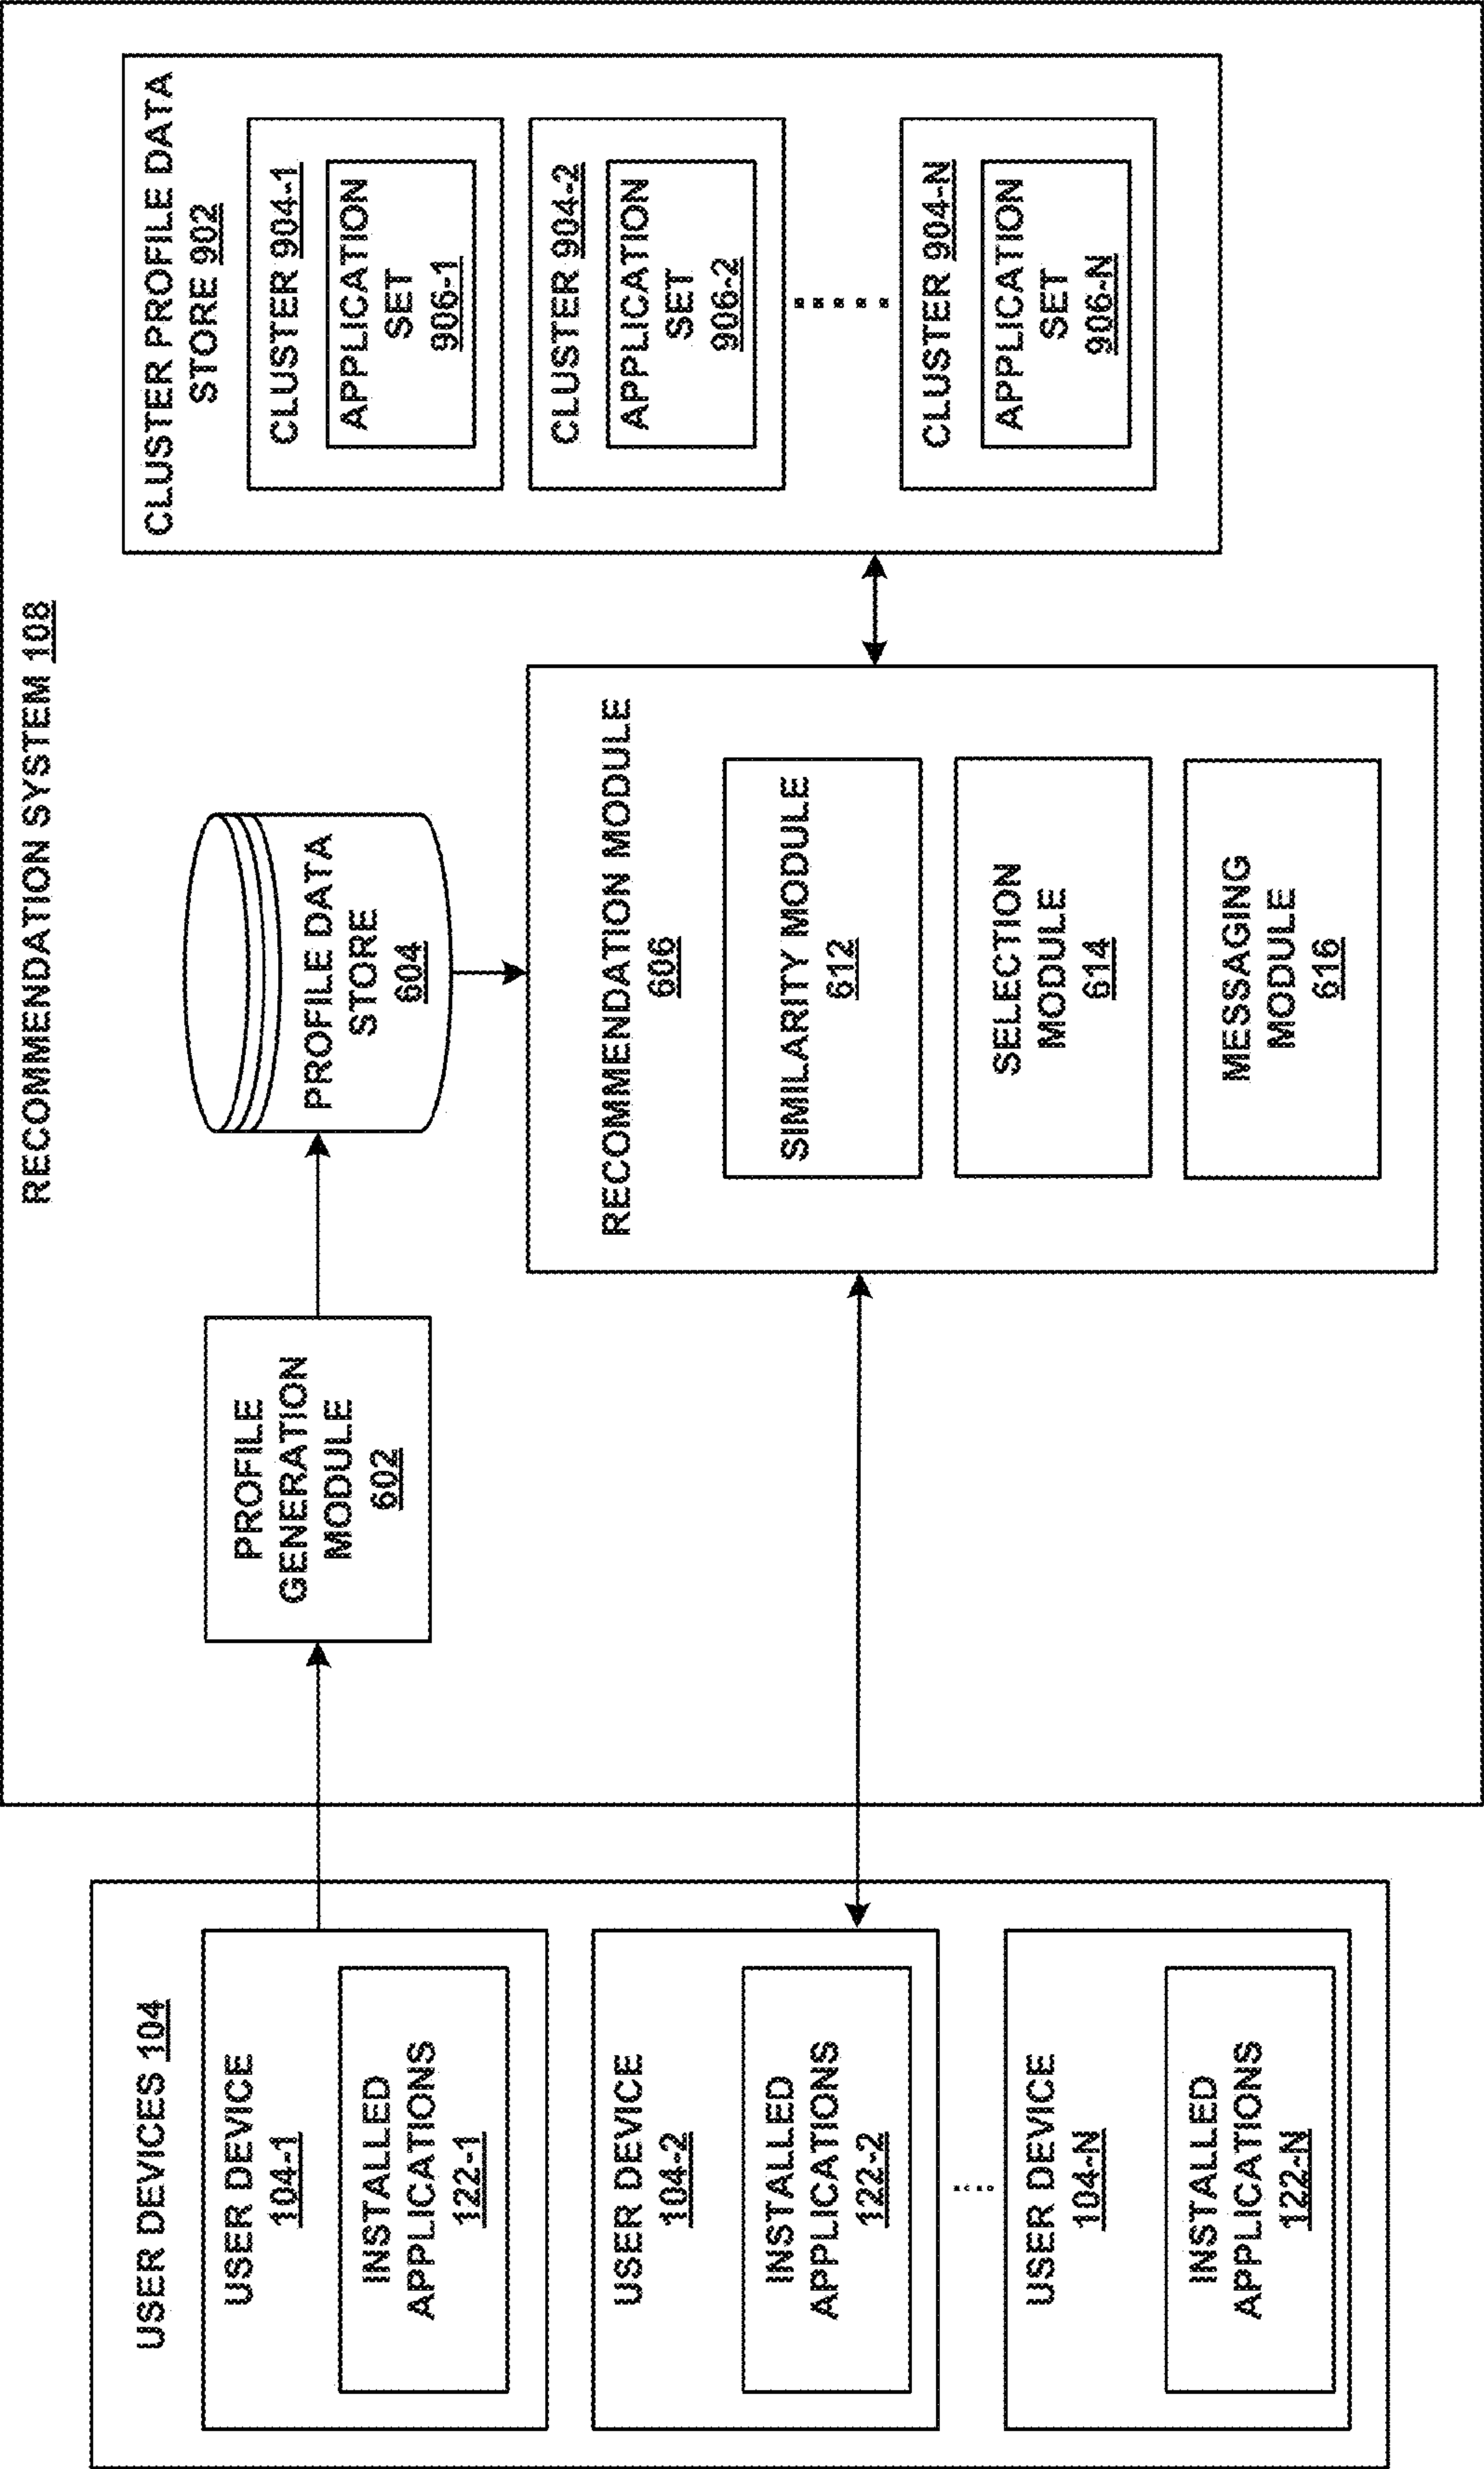 RECOMMENDATION SYSTEM 108
USER DEVICES 104
USER DEVICE
104-1
INSTALLED
APPLICATIONS
122-1
USER DEVICE
104-2
INSTALLED
APPLICATIONS
122-2
USER DEVICE
104-N
INSTALLED
APPLICATIONS
122-N
PROFILE
GENERATION
MODULE
602
PROFILE DATA
STORE
604
RECOMMENDATION MODULE
606
SIMILARITY MODULE
612
SELECTION
MODULE
614
MESSAGING
MODULE
616
CLUSTER PROFILE DATA
STORE 902
CLUSTER 904-1
APPLICATION
SET
906-1
CLUSTER 904-2
APPLICATION
SET
906-2
CLUSTER 904-N
APPLICATION
SET
906-N